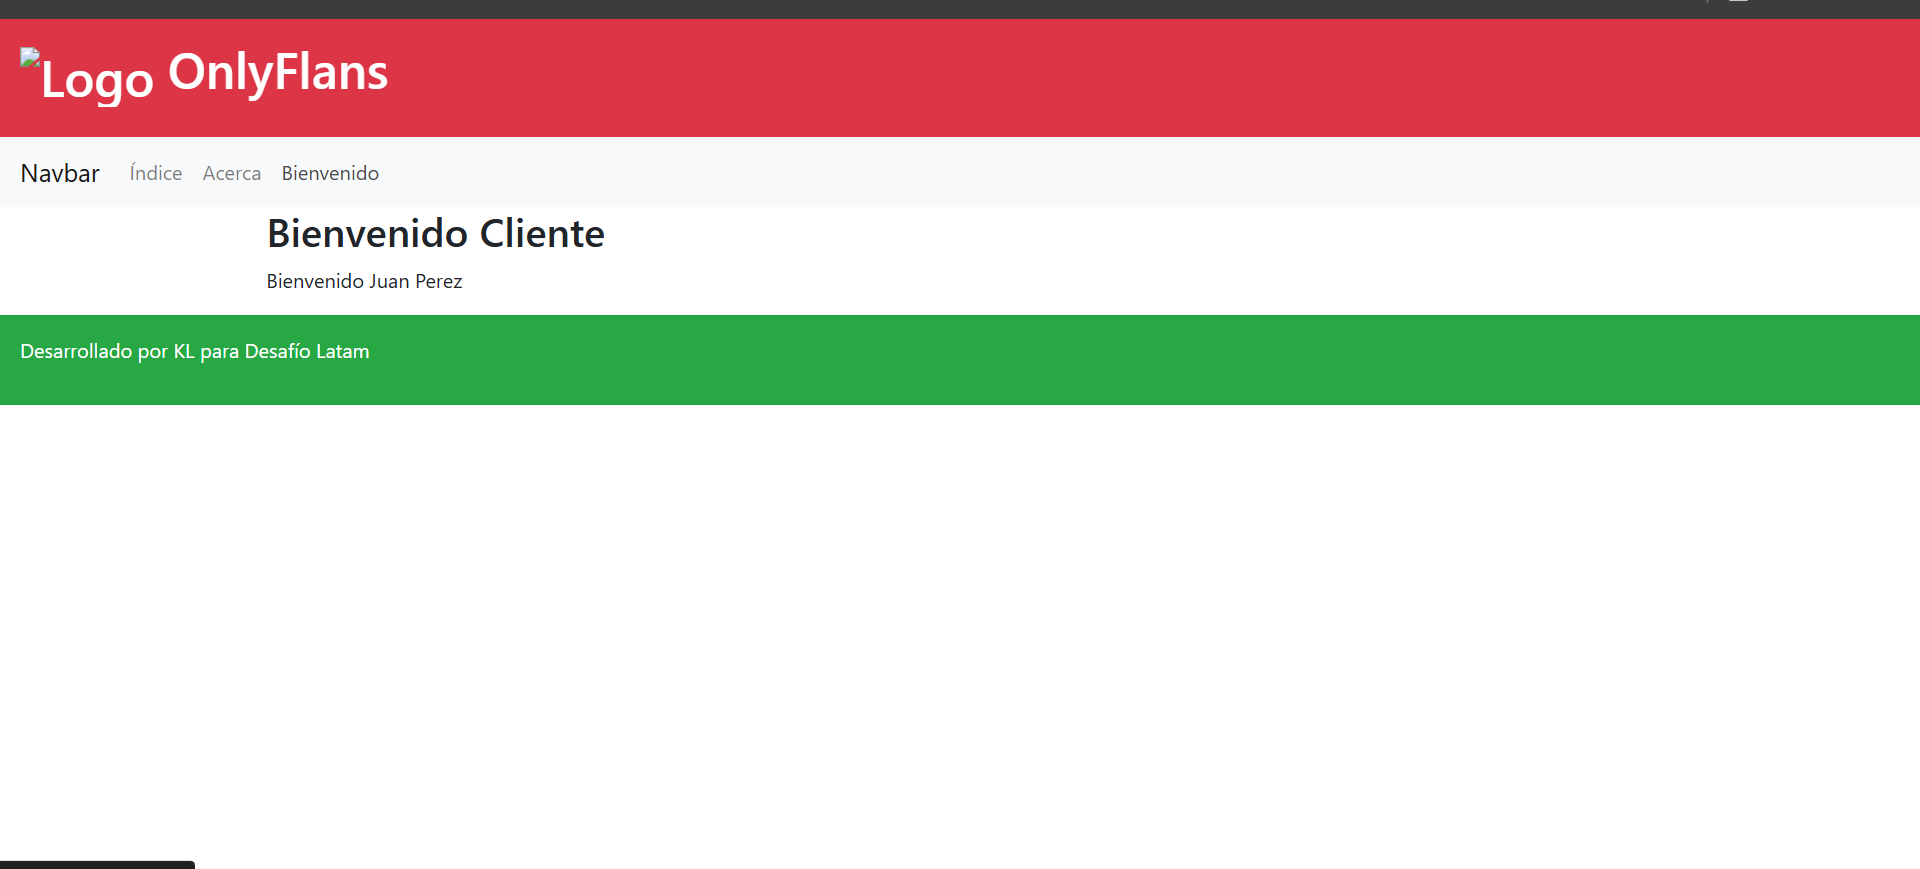 Logo OnlyFlans
Navbar Índice Acerca Bienvenido
Bienvenido Cliente
Bienvenido Juan Perez
Desarrollado por KL para Desafío Latam